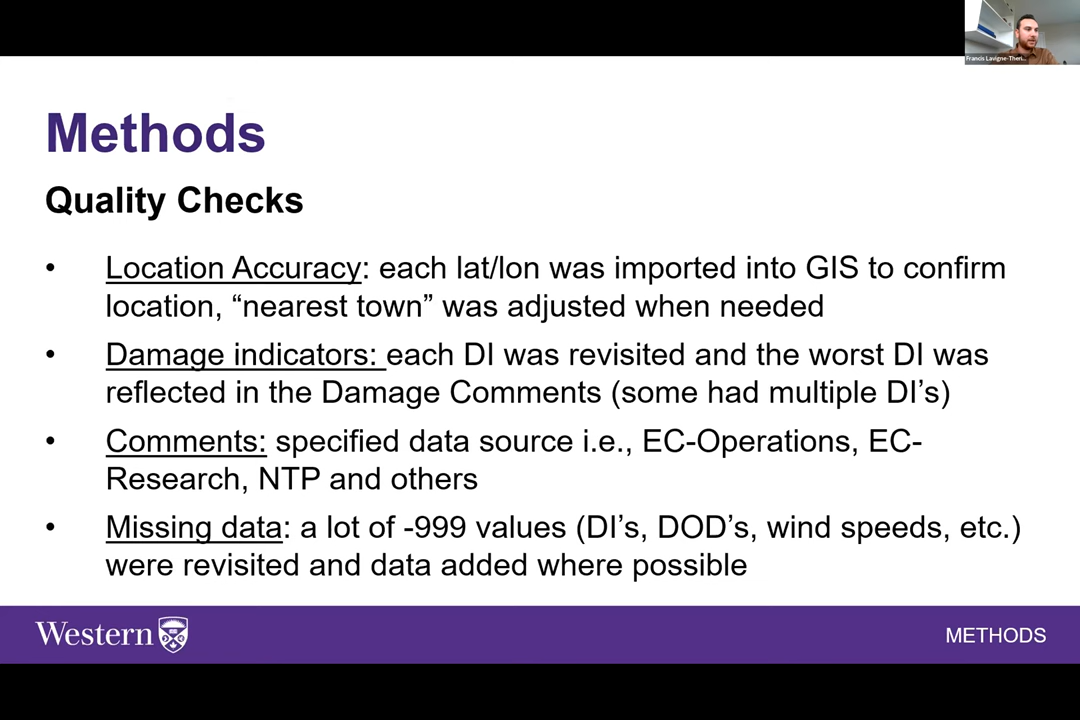 Francis Lavigne-Theri...
Methods
Quality Checks
• Location Accuracy: each lat/lon was imported into GIS to confirm
location, “nearest town” was adjusted when needed
• Damage indicators: each DI was revisited and the worst DI was
reflected in the Damage Comments (some had multiple DI’s)
• Comments: specified data source i.e., EC-Operations, EC-
Research, NTP and others
• Missing data: a lot of -999 values (DI’s, DOD’s, wind speeds, etc.)
were revisited and data added where possible
Western
METHODS